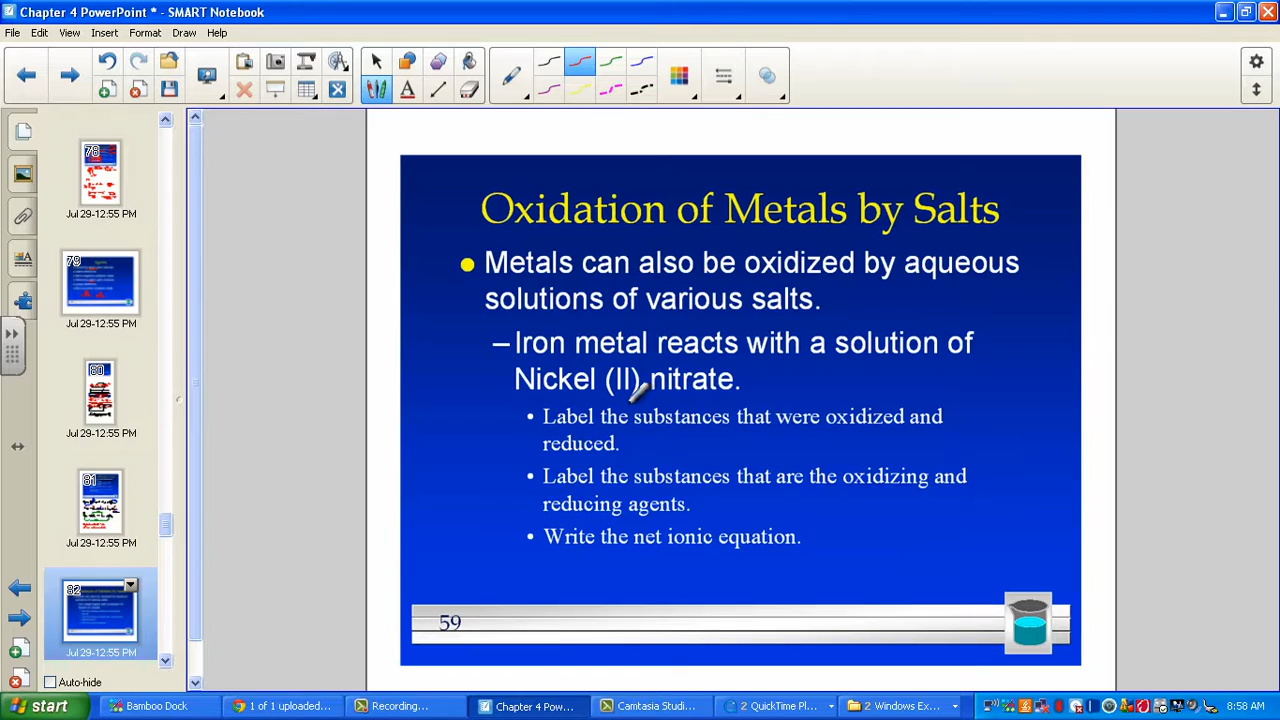 Chapter 4 PowerPoint * - SMART Notebook
File Edit View Insert Format Draw Help
78
Jul 29-12:55 PM
79
Jul 29-12:55 PM
80
Jul 29-12:55 PM
81
Jul 29-12:55 PM
82
Jul 29-12:55 PM
Auto-hide
Oxidation of Metals by Salts
• Metals can also be oxidized by aqueous
solutions of various salts.
–Iron metal reacts with a solution of
Nickel (II) nitrate.
• Label the substances that were oxidized and
reduced.
• Label the substances that are the oxidizing and
reducing agents.
• Write the net ionic equation.
59
start Bamboo Dock 1 of 1 uploaded... Recording... Chapter 4 Pow... Camtasia Studi... 2 QuickTime Pl... 2 Windows Ex... 8:58 AM